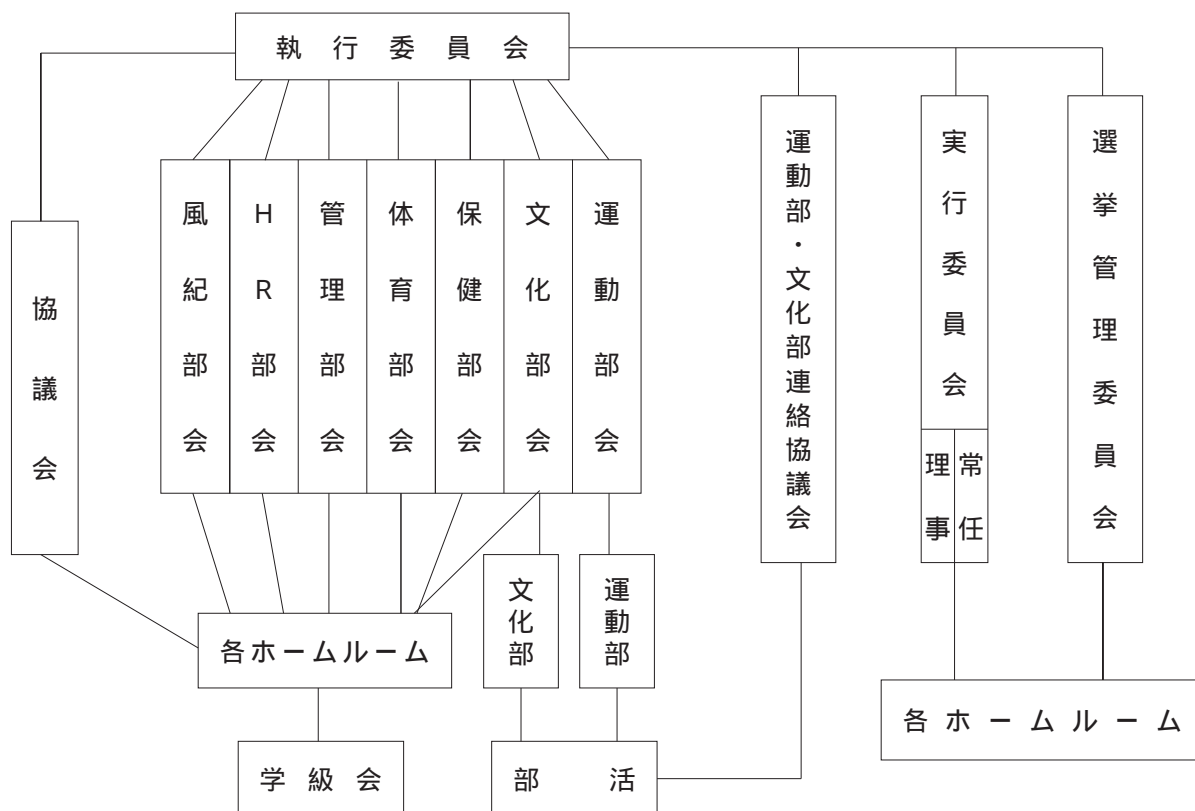 執行委員会
協議会
風紀部会
HR部会
管理部会
体育部会
保健部会
文化部会
運動部会
運動部・文化部連絡協議会
実行委員会
常任
理事
選挙管理委員会
文化部
運動部
各ホームルーム
各ホームルーム
学級会
部活